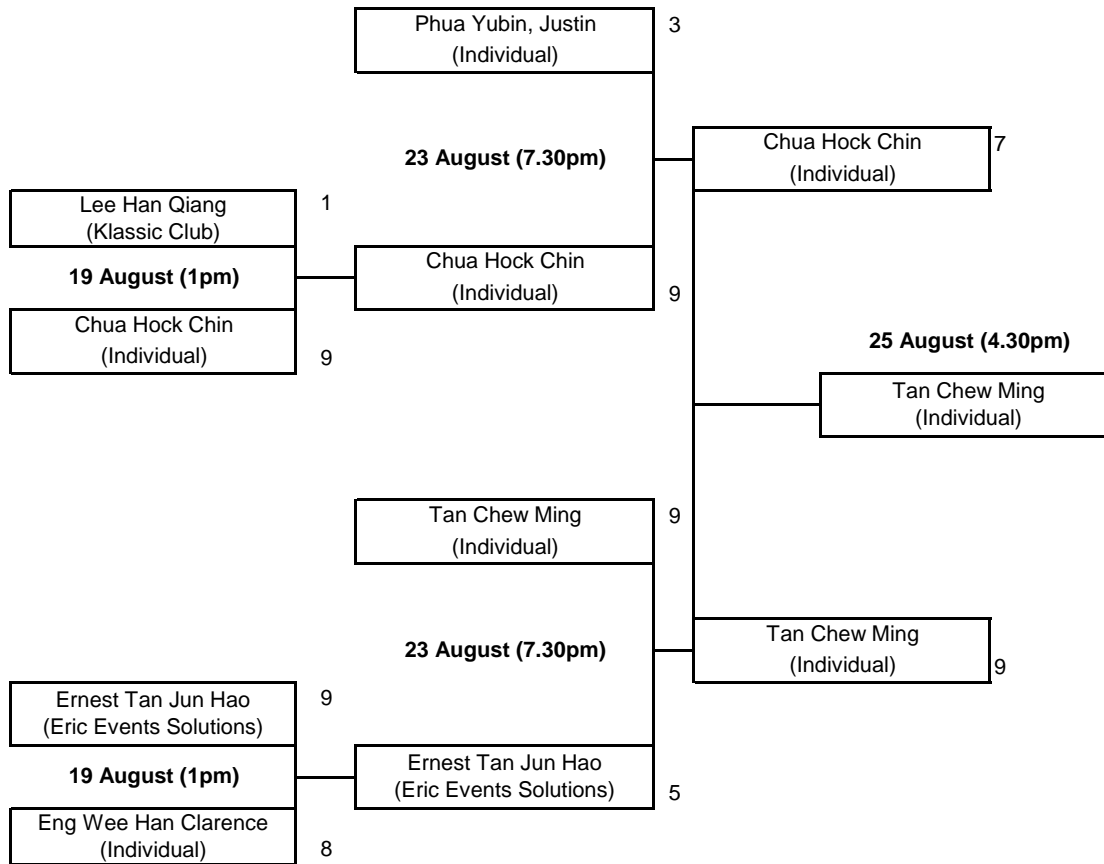 Phua Yubin, Justin
(Individual)
3
23 August (7.30pm)
Chua Hock Chin
(Individual)
7
Lee Han Qiang
(Klassic Club)
1
19 August (1pm)
Chua Hock Chin
(Individual)
9
Chua Hock Chin
(Individual)
9
25 August (4.30pm)
Tan Chew Ming
(Individual)
Tan Chew Ming
(Individual)
9
23 August (7.30pm)
Tan Chew Ming
(Individual)
9
Ernest Tan Jun Hao
(Eric Events Solutions)
9
19 August (1pm)
Ernest Tan Jun Hao
(Eric Events Solutions)
5
Eng Wee Han Clarence
(Individual)
8